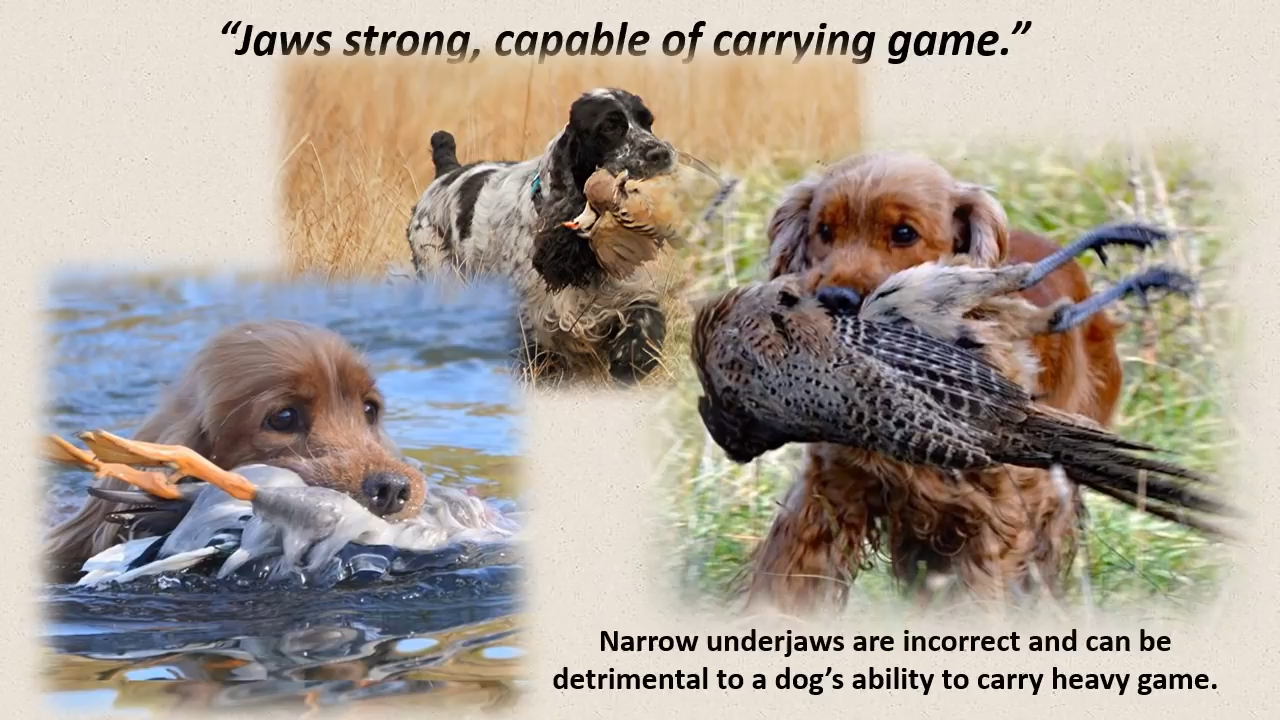 “Jaws strong, capable of carrying game.”
Narrow underjaws are incorrect and can be
detrimental to a dog’s ability to carry heavy game.